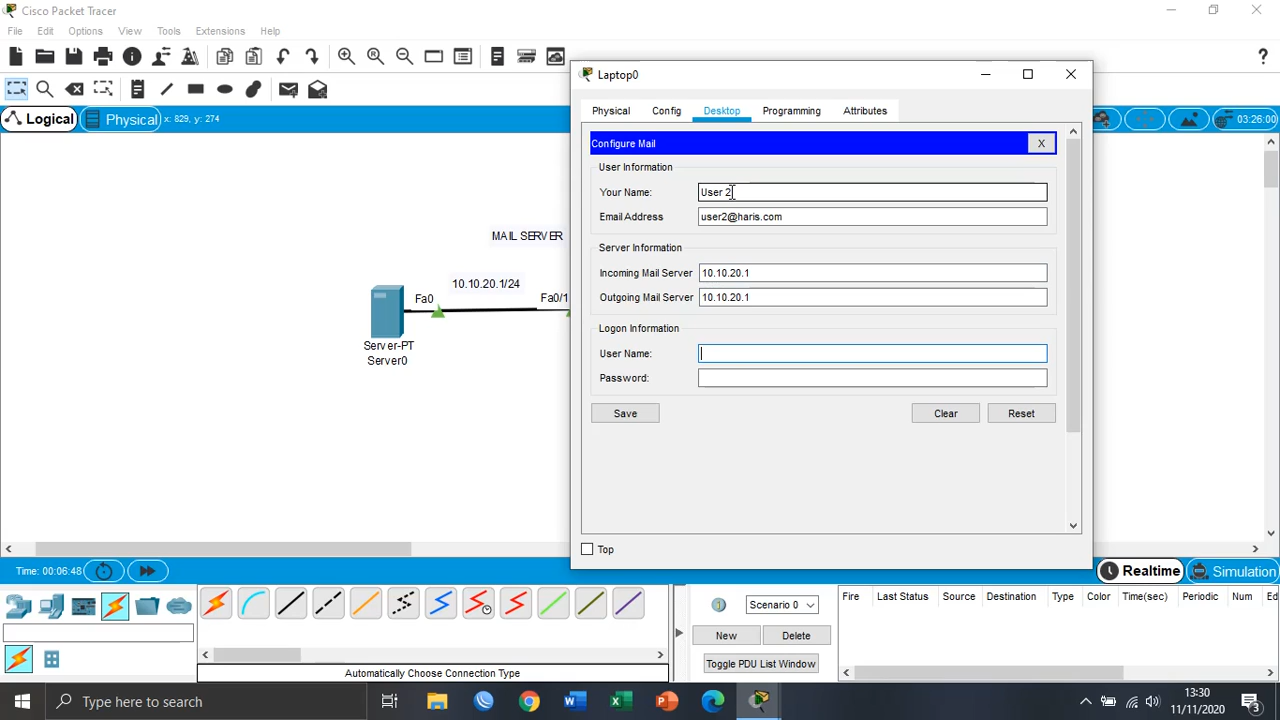 Cisco Packet Tracer
File Edit Options View Tools Extensions Help
?
Logical Physical x: 829, y: 274
03:26:00
MAIL SERVER
10.10.20.1/24
Fa0 Fa0/1
Server-PT
Server0
Laptop0
Physical Config Desktop Programming Attributes
Configure Mail X
User Information
Your Name: User 2
Email Address user2@haris.com
Server Information
Incoming Mail Server 10.10.20.1
Outgoing Mail Server 10.10.20.1
Logon Information
User Name:
Password:
Save Clear Reset
Top
Time: 00:06:48
Realtime Simulation
Scenario 0
New Delete
Toggle PDU List Window
Fire Last Status Source Destination Type Color Time(sec) Periodic Num Ed
Automatically Choose Connection Type
Type here to search
13:30
11/11/2020
3